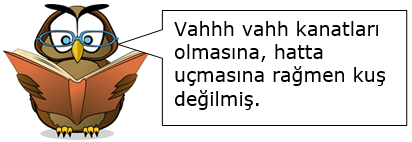 Vahhh vahh kanatları
olmasına, hatta
uçmasına rağmen kuş
değilmiş.